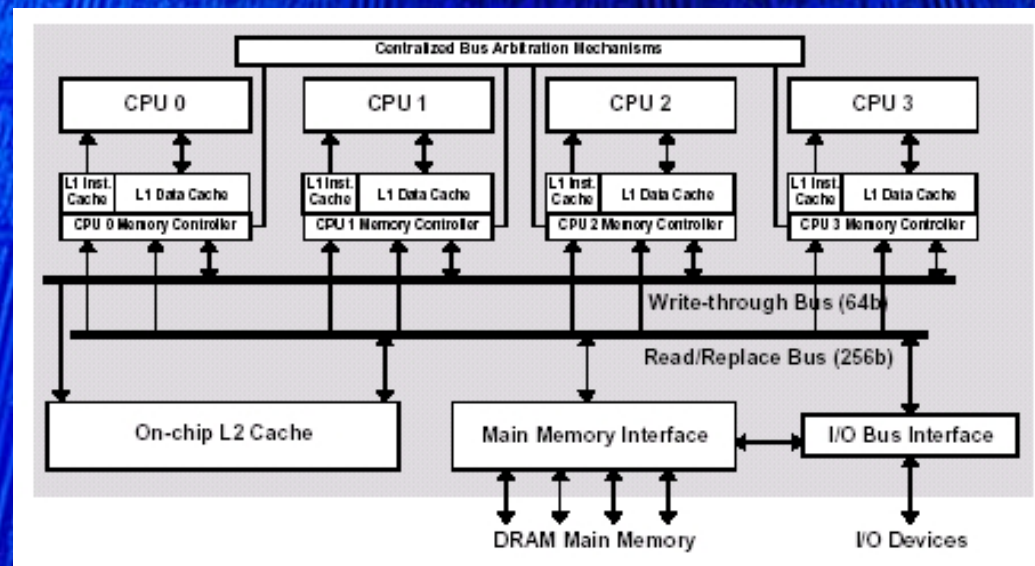 Centralized Bus Arbitration Mechanisms
CPU 0
CPU 1
CPU 2
CPU 3
L1 Inst.
Cache
L1 Data Cache
L1 Inst.
Cache
L1 Data Cache
L1 Inst.
Cache
L1 Data Cache
L1 Inst.
Cache
L1 Data Cache
CPU 0 Memory Controller
CPU 1 Memory Controller
CPU 2 Memory Controller
CPU 3 Memory Controller
Write-through Bus (64b)
Read/Replace Bus (256b)
On-chip L2 Cache
Main Memory Interface
I/O Bus Interface
DRAM Main Memory
I/O Devices